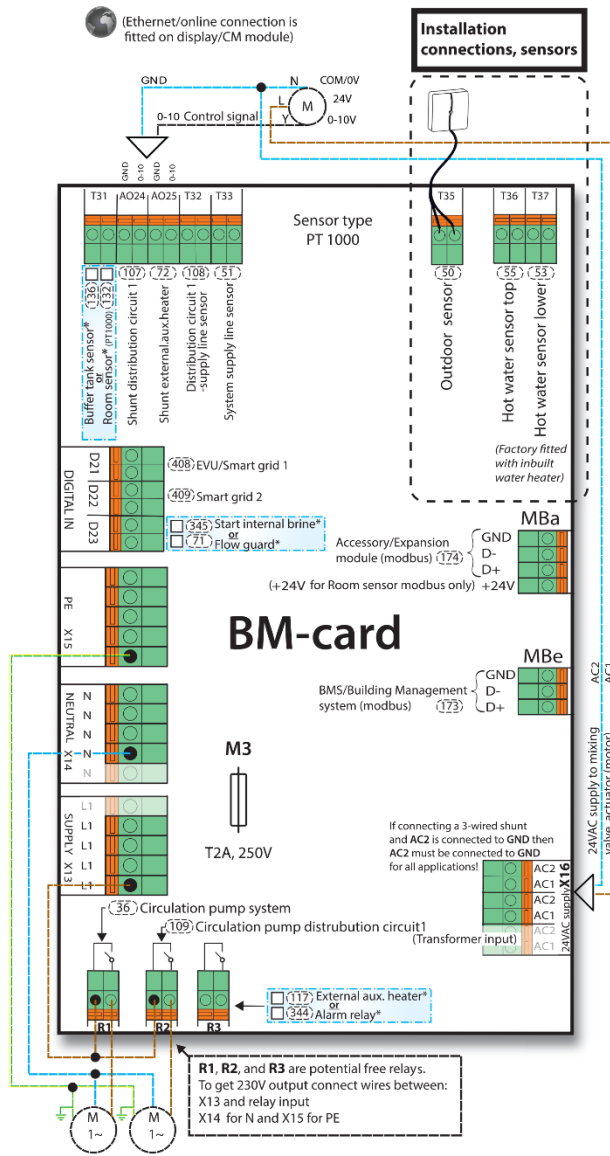 (Ethernet/online connection is
fitted on display/CM module)
Installation
connections, sensors
GND
N
COM/0V
L
M
24V
0-10 Control signal
Y
0-10V
GND
0-10
GND
0-10
T31
AO24
AO25
T32
T33
Sensor type
PT 1000
T35
T36
T37
136
132
107
72
108
51
50
55
53
Buffer tank sensor*
or
Room sensor* (PT1000)
Shunt distribution circuit 1
Shunt external.aux.heater
Distribution circuit 1
-supply line sensor
System supply line sensor
Outdoor sensor
Hot water sensor top
Hot water sensor lower
(Factory fitted
with inbuilt
water heater)
DIGITAL IN
D21
D22
D23
408 EVU/Smart grid 1
409 Smart grid 2
345 Start internal brine*
or
71 Flow guard*
MBa
Accessory/Expansion
module (modbus) 174
GND
D-
D+
(+24V for Room sensor modbus only) +24V
PE
X15
BM-card
MBe
BMS/Building Management
system (modbus) 173
GND
D-
D+
AC2
AC1
24VAC supply to mixing
valve actuator (motor)
NEUTRAL
X14
N
N
N
N
N
M3
T2A, 250V
SUPPLY
X13
L1
L1
L1
L1
L1
If connecting a 3-wired shunt
and AC2 is connected to GND then
AC2 must be connected to GND
for all applications!
AC2
AC1
AC2
AC1
AC2
AC1
X16
24VAC supply
(Transformer input)
36 Circulation pump system
109 Circulation pump distrubution circuit1
117 External aux. heater*
or
344 Alarm relay*
R1
R2
R3
R1, R2, and R3 are potential free relays.
To get 230V output connect wires between:
X13 and relay input
X14 for N and X15 for PE
M
1~
M
1~